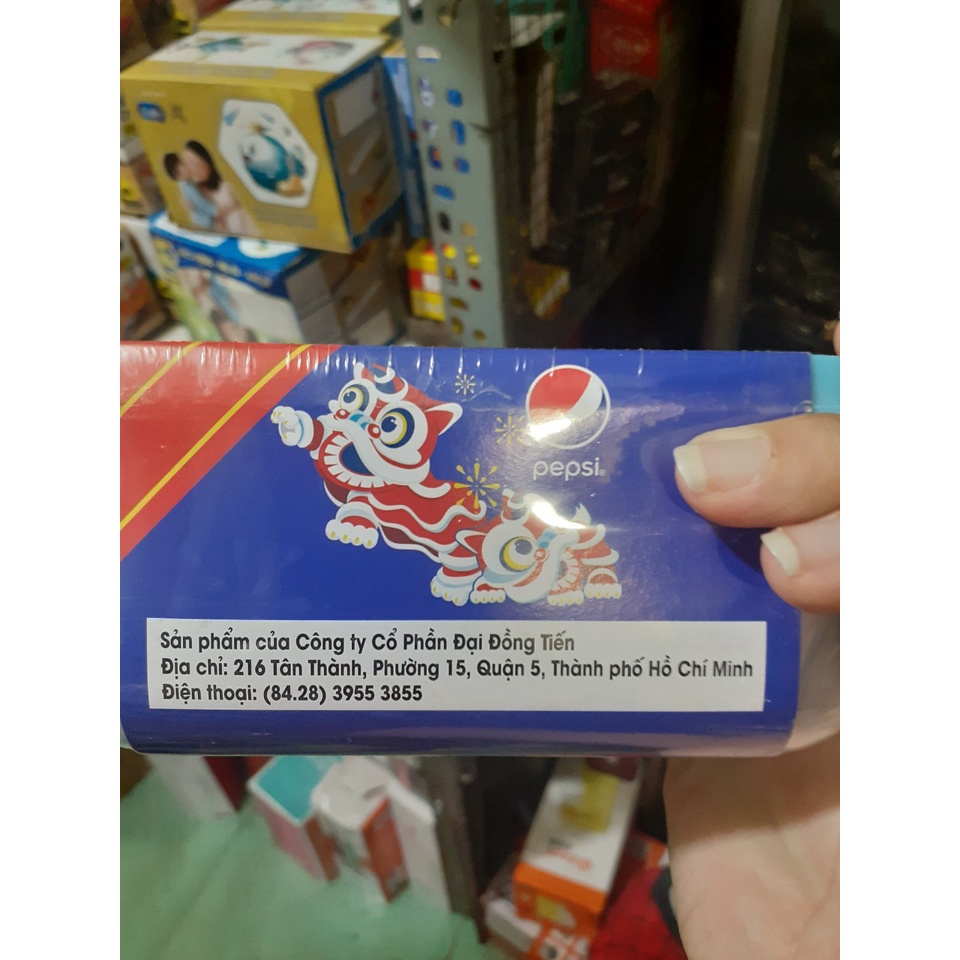 pepsi
Sản phẩm của Công ty Cổ Phần Đại Đồng Tiến
Địa chỉ: 216 Tân Thành, Phường 15, Quận 5, Thành phố Hồ Chí Minh
Điện thoại: (84.28) 3955 3855